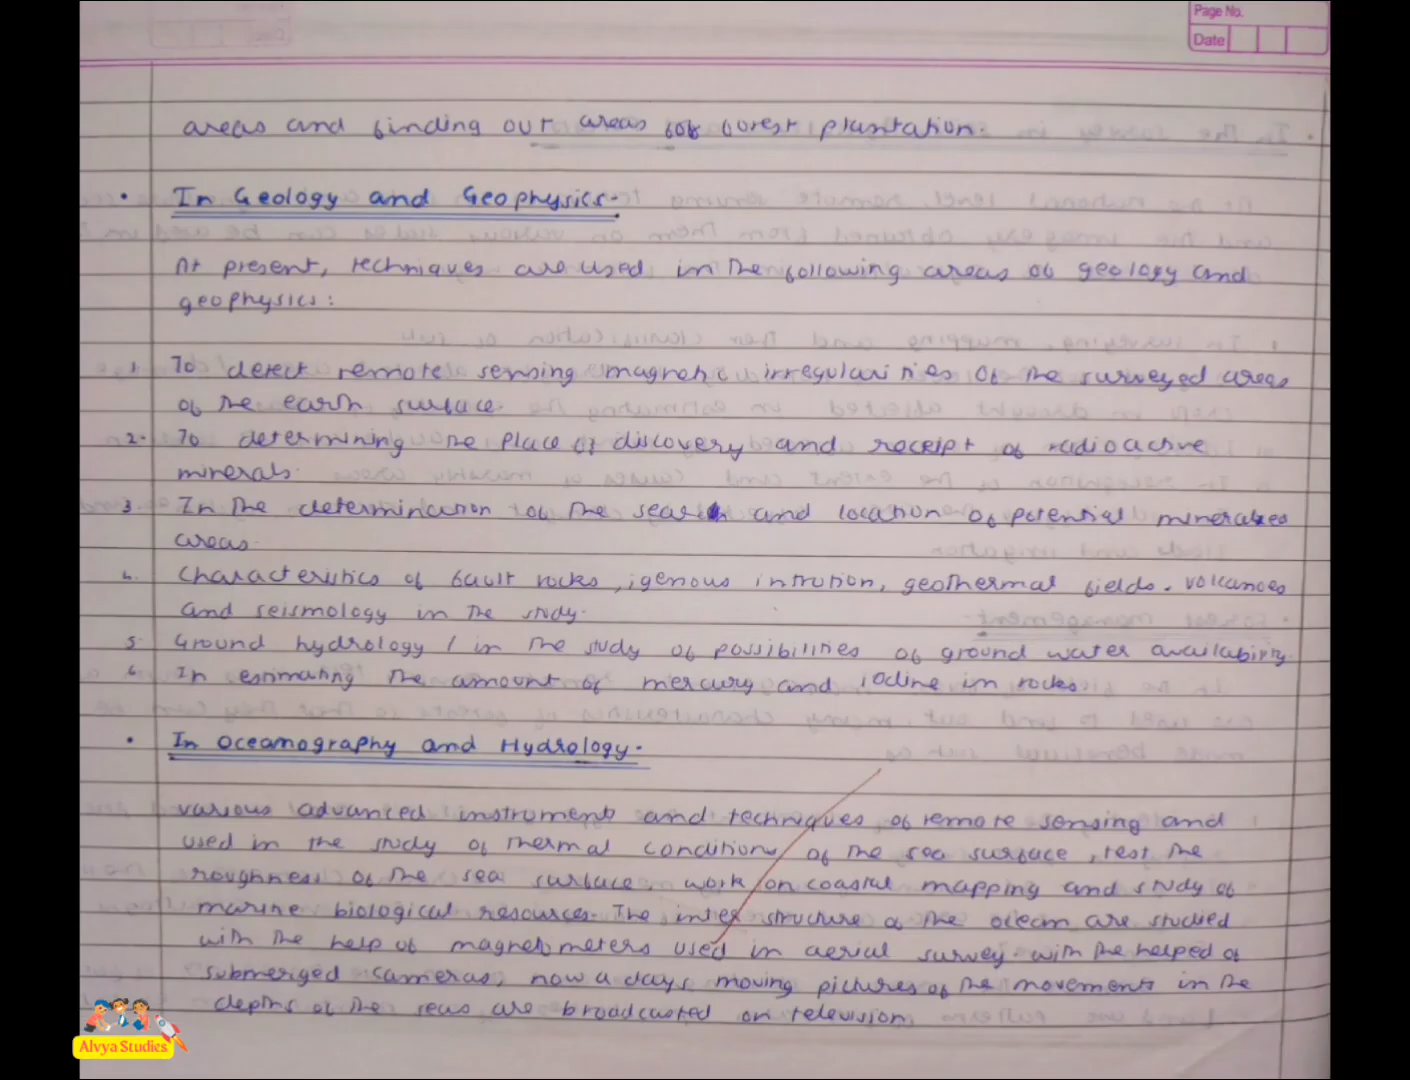 Page No.
Date
areas and finding out areas for forest plantation.
• In Geology and Geophysics.
At present, techniques are used in the following areas of geology and
geophysics:
1. To detect remote sensing magnetic irregularities of the surveyed areas
of the earth surface.
2. To determining the place of discovery and receipt of radioactive
minerals.
3. In the determination of the search and location of potential mineralzed
areas.
4. Characteristics of fault rocks, igenous intrution, geothermal fields. volcanoes
and seismology in the study.
5. Ground hydrology / in the study of possibilities of ground water availability.
6. In estimating the amount of mercury and iodine in rocks.
• In Oceanography and Hydrology.
various advanced instruments and techniques, of remote sensing and
used in the study of thermal conditions of the sea surface, test the
roughness of the sea surface, work on coastal mapping and study of
marine biological resources. The inter structure of the ocean are studied
with the help of magnetometers used in aerial survey with the helped of
submeriged cameras, now a days, moving pictures of the movements in the
depths of the seas are broadcasted on television
Alvya Studies